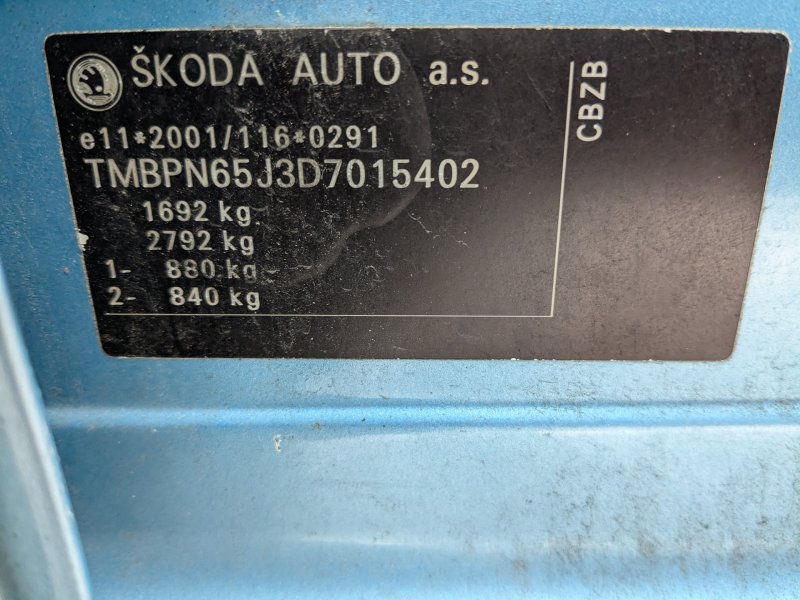 ŠKODA AUTO a.s.
e11*2001/116*0291
TMBPN65J3D7015402
1692 kg
2792 kg
1- 880 kg
2- 840 kg
CBZB